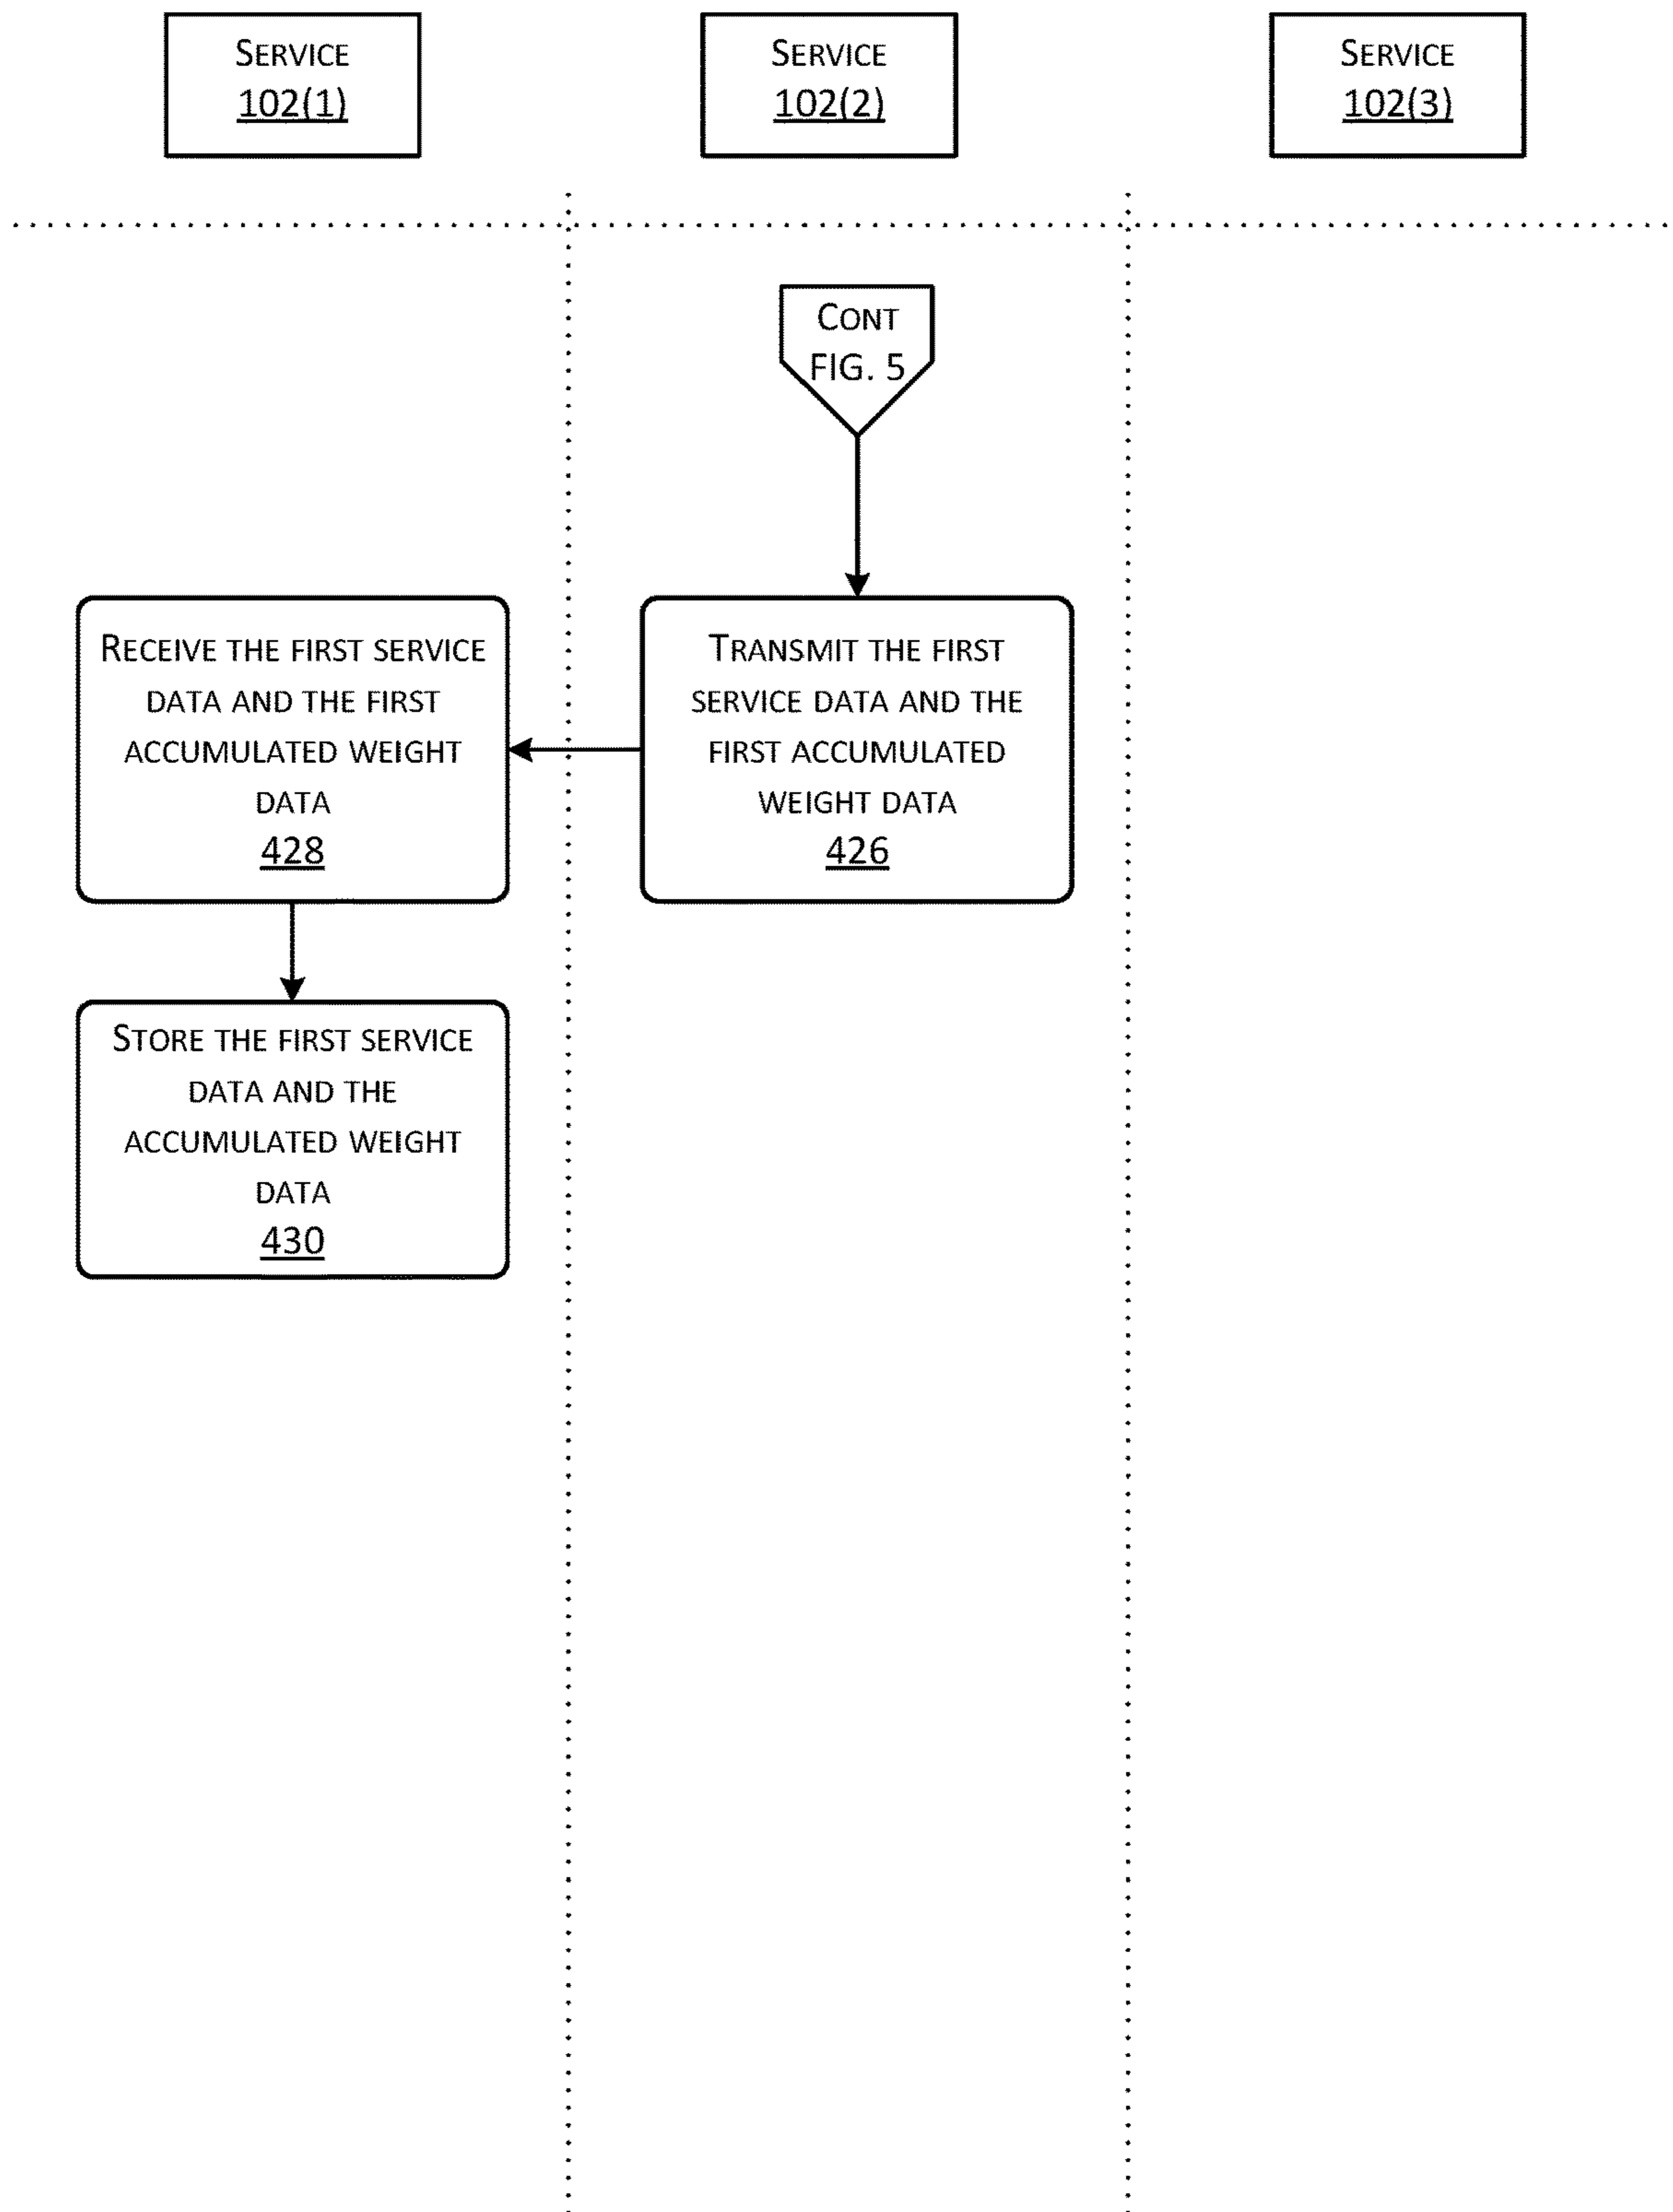 SERVICE
102(1)
SERVICE
102(2)
SERVICE
102(3)
CONT
FIG. 5
RECEIVE THE FIRST SERVICE
DATA AND THE FIRST
ACCUMULATED WEIGHT
DATA
428
TRANSMIT THE FIRST
SERVICE DATA AND THE
FIRST ACCUMULATED
WEIGHT DATA
426
STORE THE FIRST SERVICE
DATA AND THE
ACCUMULATED WEIGHT
DATA
430